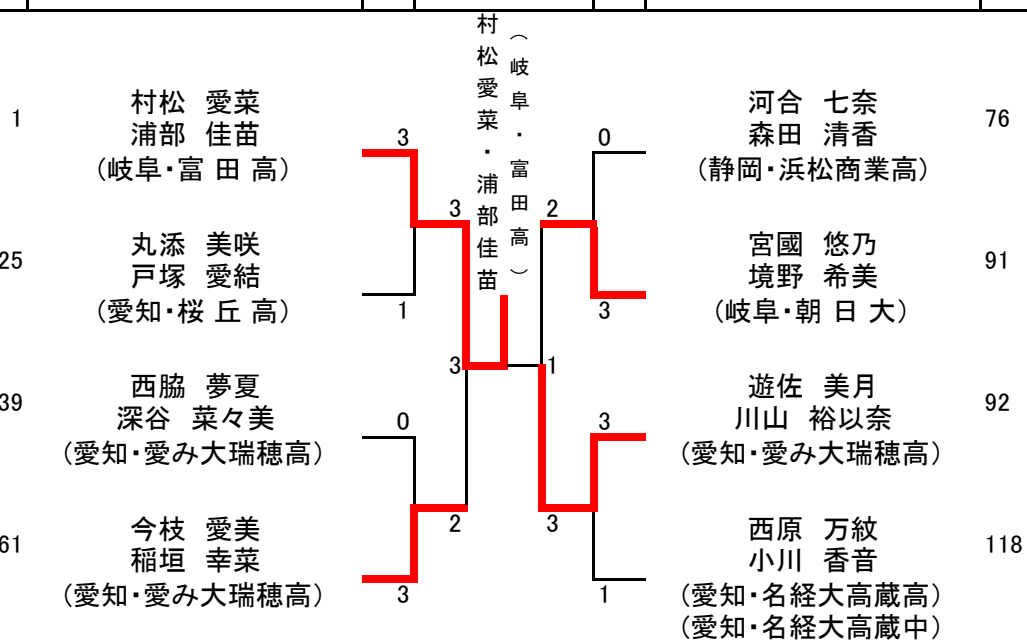 村松愛菜・浦部佳苗
（岐阜・富田高）
1
村松 愛菜
浦部 佳苗
(岐阜・富 田 高)
3
25
丸添 美咲
戸塚 愛結
(愛知・桜 丘 高)
1
3
39
西脇 夢夏
深谷 菜々美
(愛知・愛み大瑞穂高)
0
61
今枝 愛美
稲垣 幸菜
(愛知・愛み大瑞穂高)
3
2
3
1
河合 七奈
森田 清香
(静岡・浜松商業高)
76
0
宮國 悠乃
境野 希美
(岐阜・朝 日 大)
91
3
2
遊佐 美月
川山 裕以奈
(愛知・愛み大瑞穂高)
92
3
西原 万紋
小川 香音
(愛知・名経大高蔵高)
(愛知・名経大高蔵中)
118
1
3